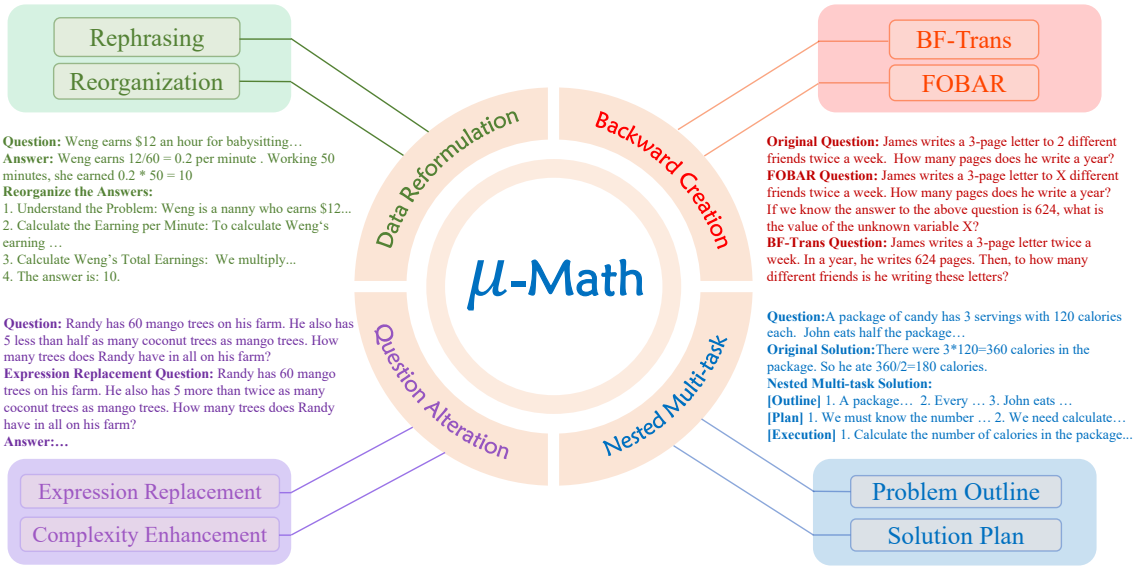 Rephrasing
Reorganization
Question: Weng earns $12 an hour for babysitting…
Answer: Weng earns 12/60 = 0.2 per minute . Working 50
minutes, she earned 0.2 * 50 = 10
Reorganize the Answers:
1. Understand the Problem: Weng is a nanny who earns $12...
2. Calculate the Earning per Minute: To calculate Weng‘s
earning …
3. Calculate Weng’s Total Earnings: We multiply...
4. The answer is: 10.
BF-Trans
FOBAR
Original Question: James writes a 3-page letter to 2 different
friends twice a week. How many pages does he write a year?
FOBAR Question: James writes a 3-page letter to X different
friends twice a week. How many pages does he write a year?
If we know the answer to the above question is 624, what is
the value of the unknown variable X?
BF-Trans Question: James writes a 3-page letter twice a
week. In a year, he writes 624 pages. Then, to how many
different friends is he writing these letters?
Data Reformulation
Backward Creation
μ-Math
Question Alteration
Nested Multi-task
Question: Randy has 60 mango trees on his farm. He also has
5 less than half as many coconut trees as mango trees. How
many trees does Randy have in all on his farm?
Expression Replacement Question: Randy has 60 mango
trees on his farm. He also has 5 more than twice as many
coconut trees as mango trees. How many trees does Randy
have in all on his farm?
Answer:…
Expression Replacement
Complexity Enhancement
Question:A package of candy has 3 servings with 120 calories
each. John eats half the package…
Original Solution:There were 3*120=360 calories in the
package. So he ate 360/2=180 calories.
Nested Multi-task Solution:
[Outline] 1. A package… 2. Every … 3. John eats …
[Plan] 1. We must know the number … 2. We need calculate…
[Execution] 1. Calculate the number of calories in the package...
Problem Outline
Solution Plan